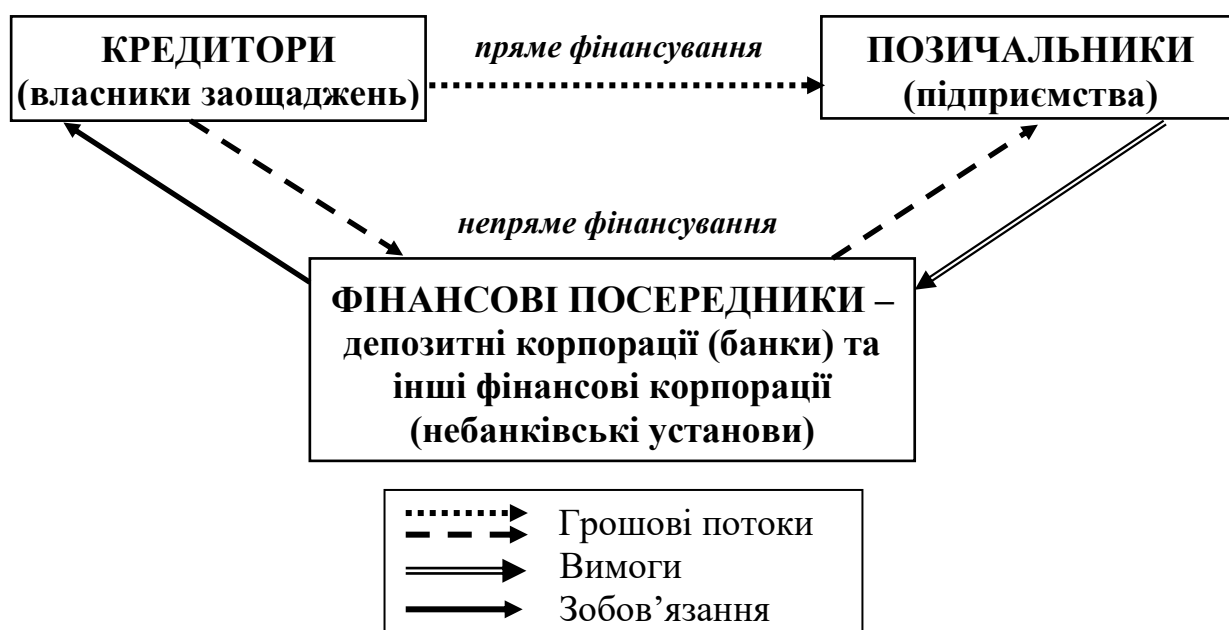 КРЕДИТОРИ
(власники заощаджень)
пряме фінансування
ПОЗИЧАЛЬНИКИ
(підприємства)
непряме фінансування
ФІНАНСОВІ ПОСЕРЕДНИКИ –
депозитні корпорації (банки) та
інші фінансові корпорації
(небанківські установи)
Грошові потоки
Вимоги
Зобов’язання